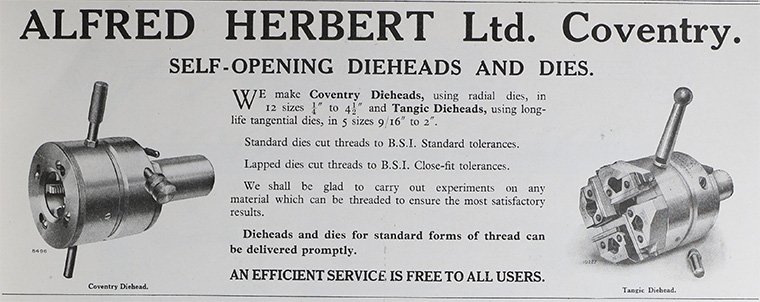 ALFRED HERBERT Ltd. Coventry.
SELF-OPENING DIEHEADS AND DIES.
WE make Coventry Dieheads, using radial dies, in
12 sizes ¼" to 4½" and Tangic Dieheads, using long-
life tangential dies, in 5 sizes 9/16" to 2".
Standard dies cut threads to B.S.I. Standard tolerances.
Lapped dies cut threads to B.S.I. Close-fit tolerances.
We shall be glad to carry out experiments on any
material which can be threaded to ensure the most satisfactory
results.
Dieheads and dies for standard forms of thread can
be delivered promptly.
AN EFFICIENT SERVICE IS FREE TO ALL USERS.
Coventry Diehead.
Tangic Diehead.